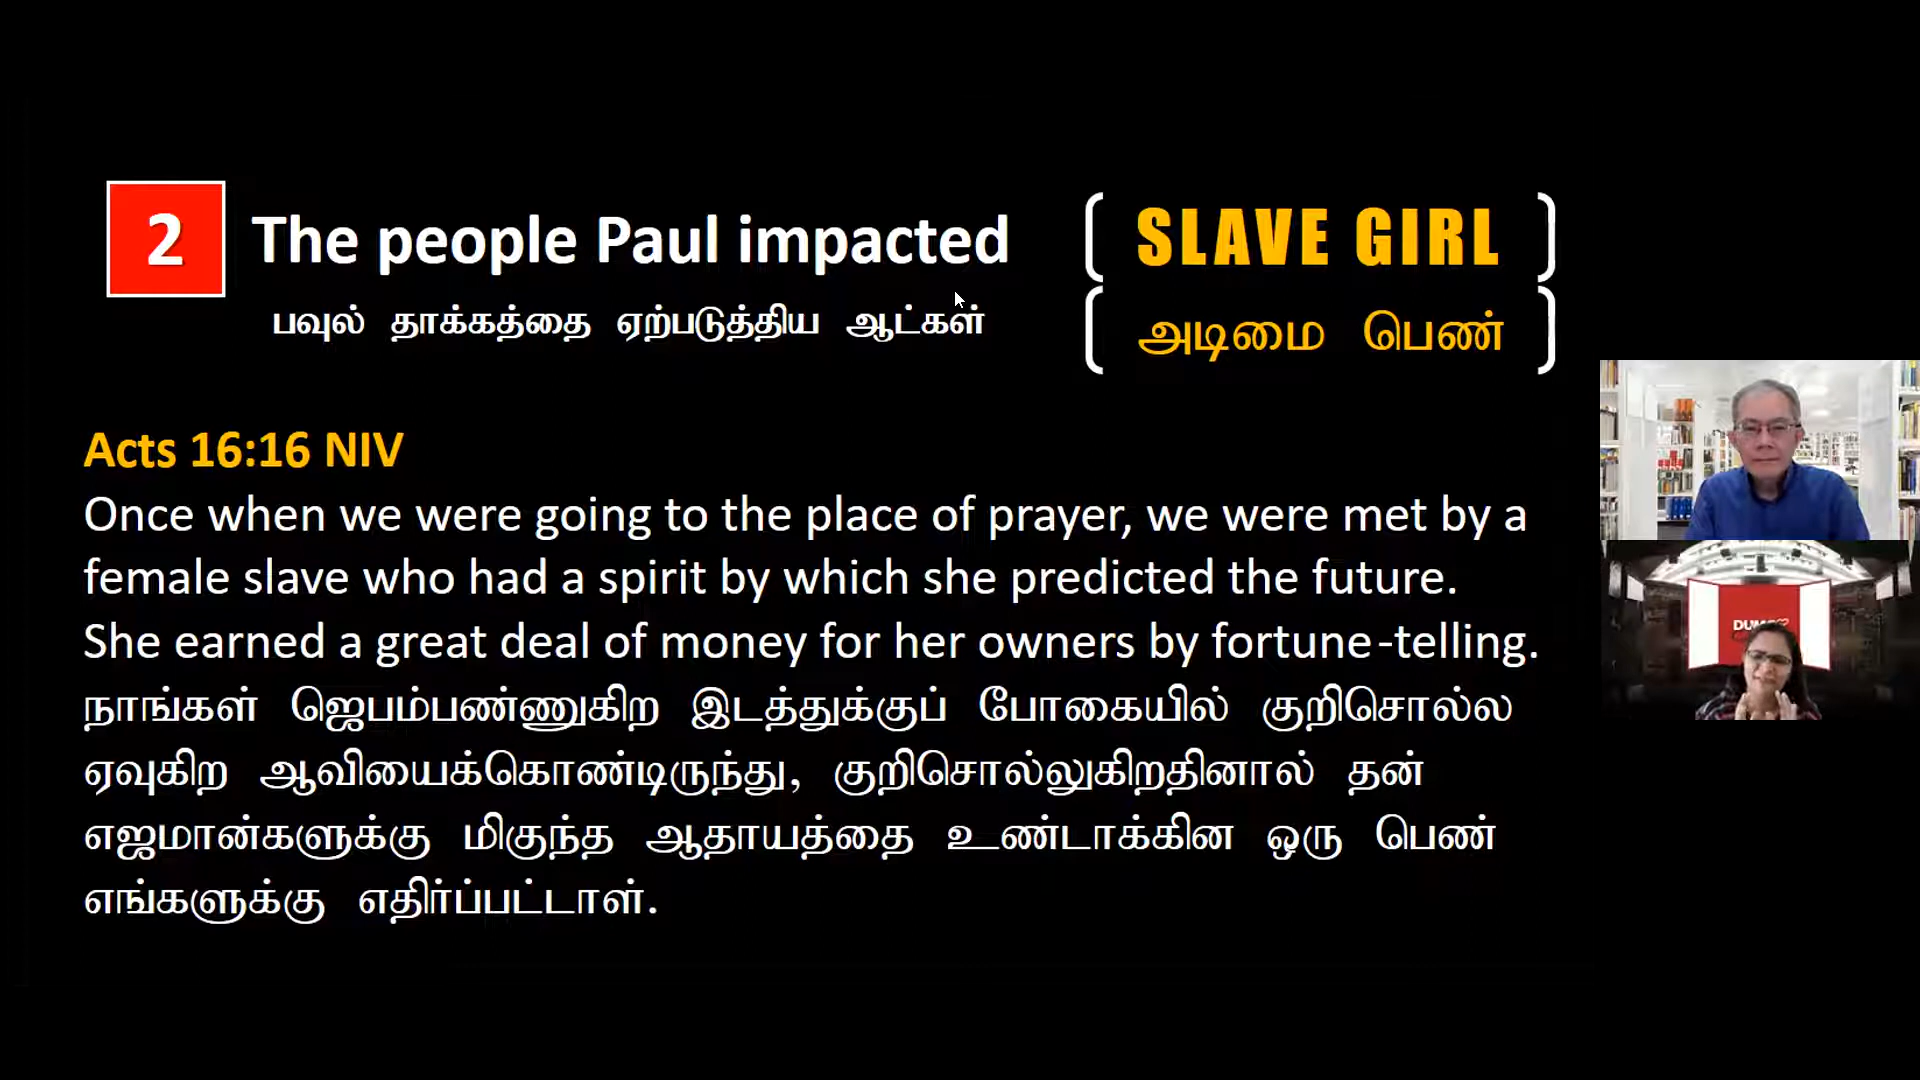 2 The people Paul impacted
பவுல் தாக்கத்தை ஏற்படுத்திய ஆட்கள்
SLAVE GIRL
அடிமை பெண்
Acts 16:16 NIV
Once when we were going to the place of prayer, we were met by a
female slave who had a spirit by which she predicted the future.
She earned a great deal of money for her owners by fortune-telling.
நாங்கள் ஜெபம்பண்ணுகிற இடத்துக்குப் போகையில் குறிசொல்ல
ஏவுகிற ஆவியைக்கொண்டிருந்து, குறிசொல்லுகிறதினால் தன்
எஜமான்களுக்கு மிகுந்த ஆதாயத்தை உண்டாக்கின ஒரு பெண்
எங்களுக்கு எதிர்ப்பட்டாள்.